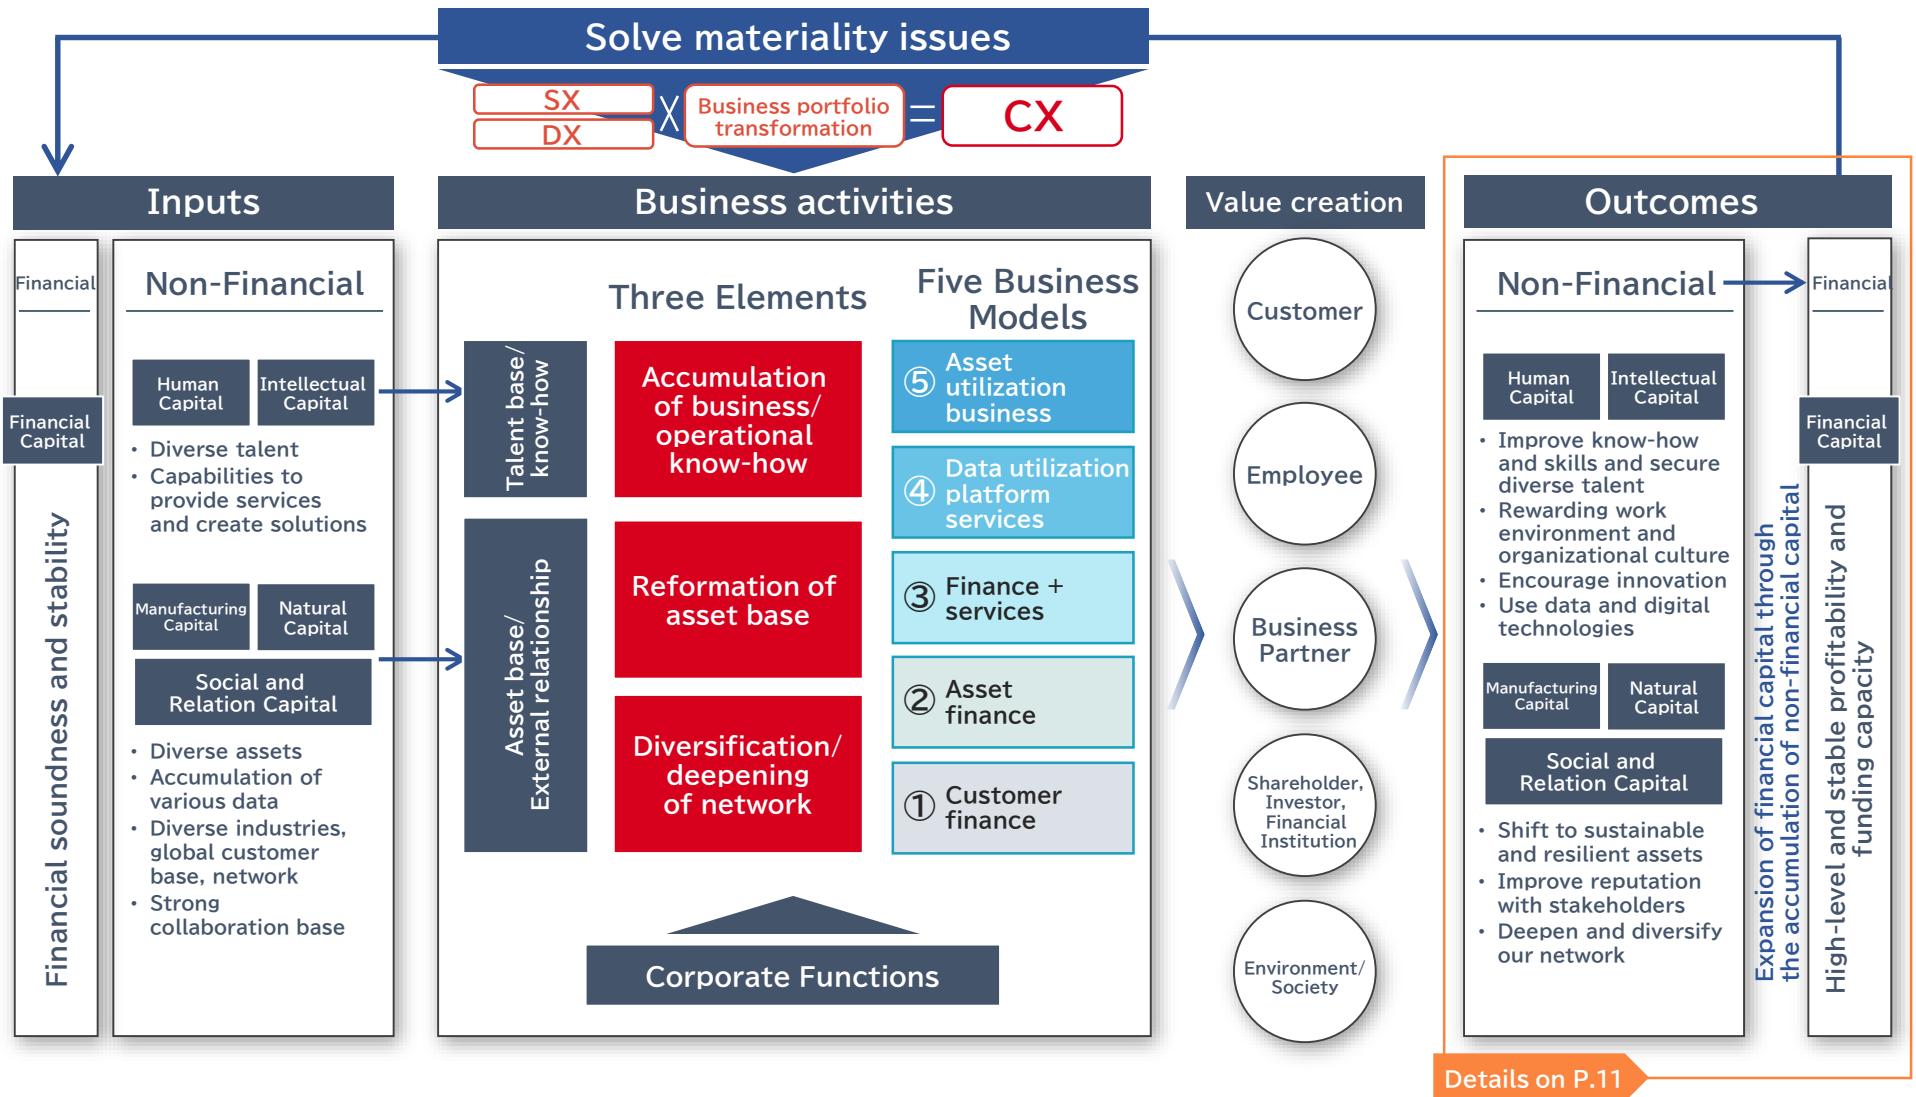 Solve materiality issues
SX
DX
Business portfolio
transformation
CX
Inputs
Financial
Financial
Capital
Financial soundness and stability
Non-Financial
Human
Capital
Intellectual
Capital
• Diverse talent
• Capabilities to
provide services
and create solutions
Manufacturing
Capital
Natural
Capital
Social and
Relation Capital
• Diverse assets
• Accumulation of
various data
• Diverse industries,
global customer
base, network
• Strong
collaboration base
Business activities
Three Elements
Talent base/
know-how
Asset base/
External relationship
Accumulation
of business/
operational
know-how
Reformation of
asset base
Diversification/
deepening
of network
Five Business
Models
⑤ Asset
utilization
business
④ Data utilization
platform
services
③ Finance +
services
② Asset
finance
① Customer
finance
Corporate Functions
Value creation
Customer
Employee
Business
Partner
Shareholder,
Investor,
Financial
Institution
Environment/
Society
Outcomes
Non-Financial
Human
Capital
Intellectual
Capital
• Improve know-how
and skills and secure
diverse talent
• Rewarding work
environment and
organizational culture
• Encourage innovation
• Use data and digital
technologies
Manufacturing
Capital
Natural
Capital
Social and
Relation Capital
• Shift to sustainable
and resilient assets
• Improve reputation
with stakeholders
• Deepen and diversify
our network
Expansion of financial capital through
the accumulation of non-financial capital
Financial
Financial
Capital
High-level and stable profitability and
funding capacity
Details on P.11